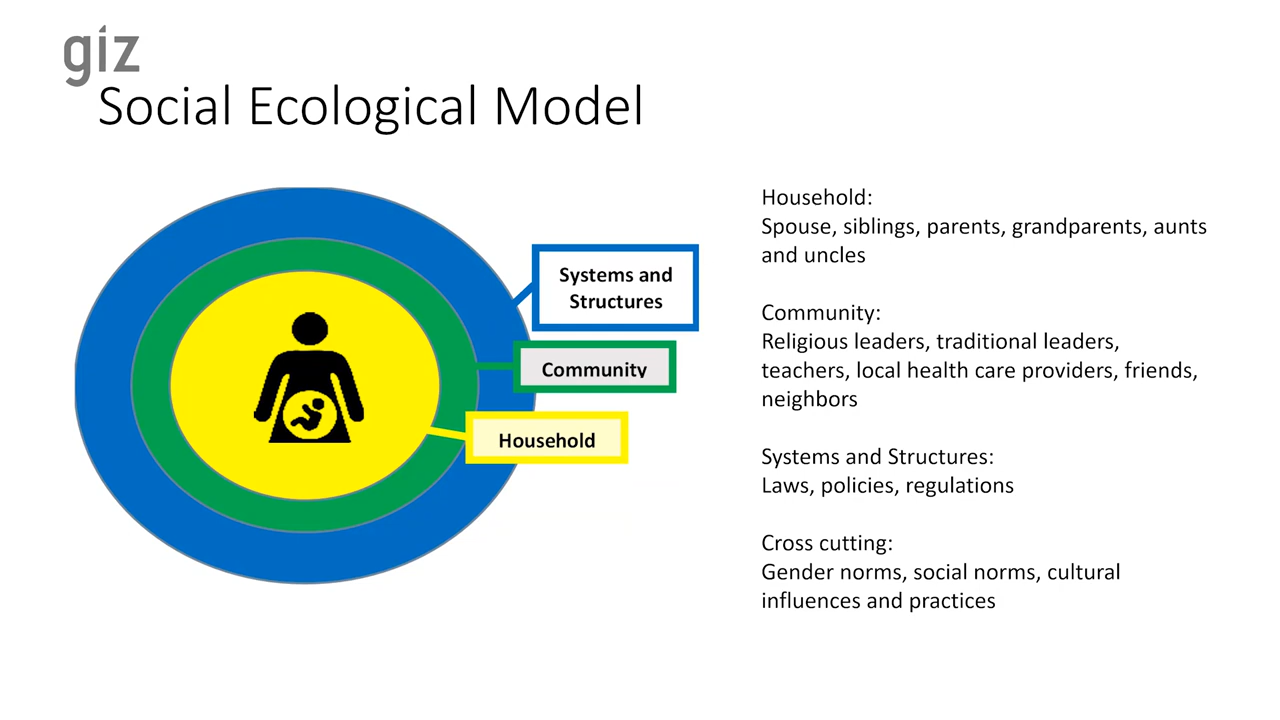 giz
Social Ecological Model
Systems and
Structures
Community
Household
Household:
Spouse, siblings, parents, grandparents, aunts
and uncles
Community:
Religious leaders, traditional leaders,
teachers, local health care providers, friends,
neighbors
Systems and Structures:
Laws, policies, regulations
Cross cutting:
Gender norms, social norms, cultural
influences and practices